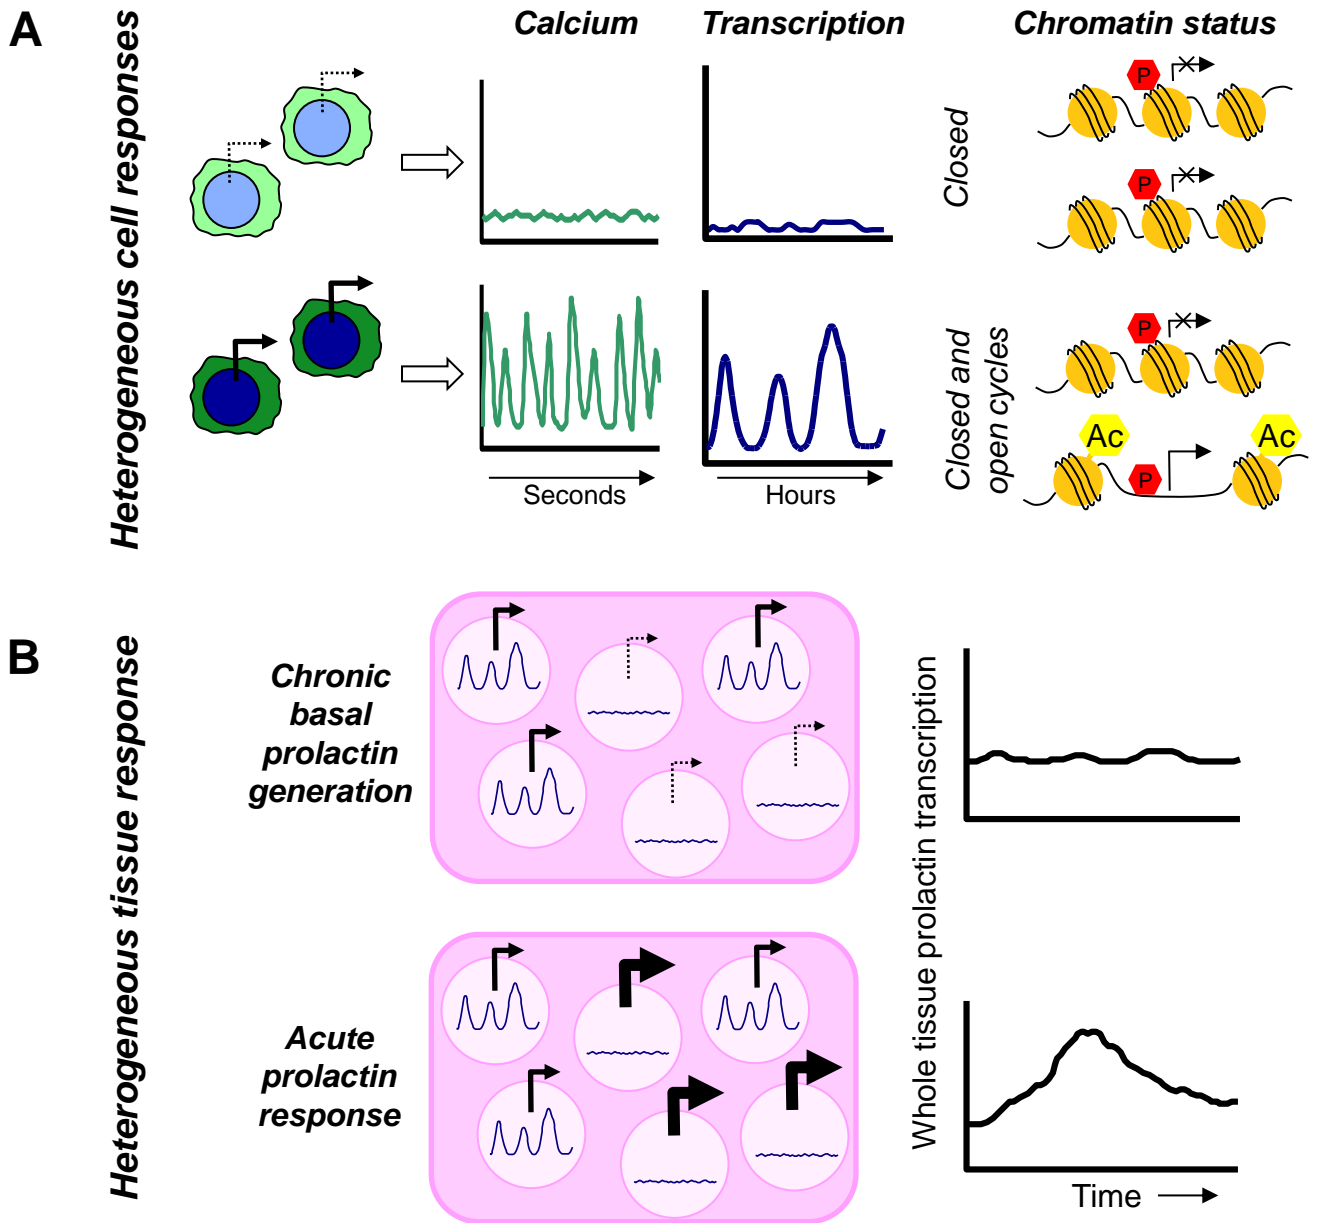 A
Heterogeneous cell responses
Calcium
Transcription
Chromatin status
Closed
P
P
Closed and
open cycles
P
Ac
Ac
P
Seconds
Hours
B
Heterogeneous tissue response
Chronic
basal
prolactin
generation
Acute
prolactin
response
Whole tissue prolactin transcription
Time